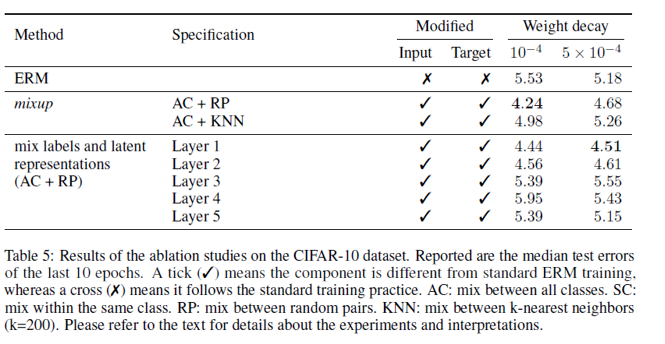 Method Specification Modified Weight decay
Input Target 10⁻⁴ 5 × 10⁻⁴
ERM ✗ ✗ 5.53 5.18
mixup AC + RP ✓ ✓ 4.24 4.68
AC + KNN ✓ ✓ 4.98 5.26
mix labels and latent Layer 1 ✓ ✓ 4.44 4.51
representations Layer 2 ✓ ✓ 4.56 4.61
(AC + RP) Layer 3 ✓ ✓ 5.39 5.55
Layer 4 ✓ ✓ 5.95 5.43
Layer 5 ✓ ✓ 5.39 5.15
Table 5: Results of the ablation studies on the CIFAR-10 dataset. Reported are the median test errors
of the last 10 epochs. A tick (✓) means the component is different from standard ERM training,
whereas a cross (✗) means it follows the standard training practice. AC: mix between all classes. SC:
mix within the same class. RP: mix between random pairs. KNN: mix between k-nearest neighbors
(k=200). Please refer to the text for details about the experiments and interpretations.